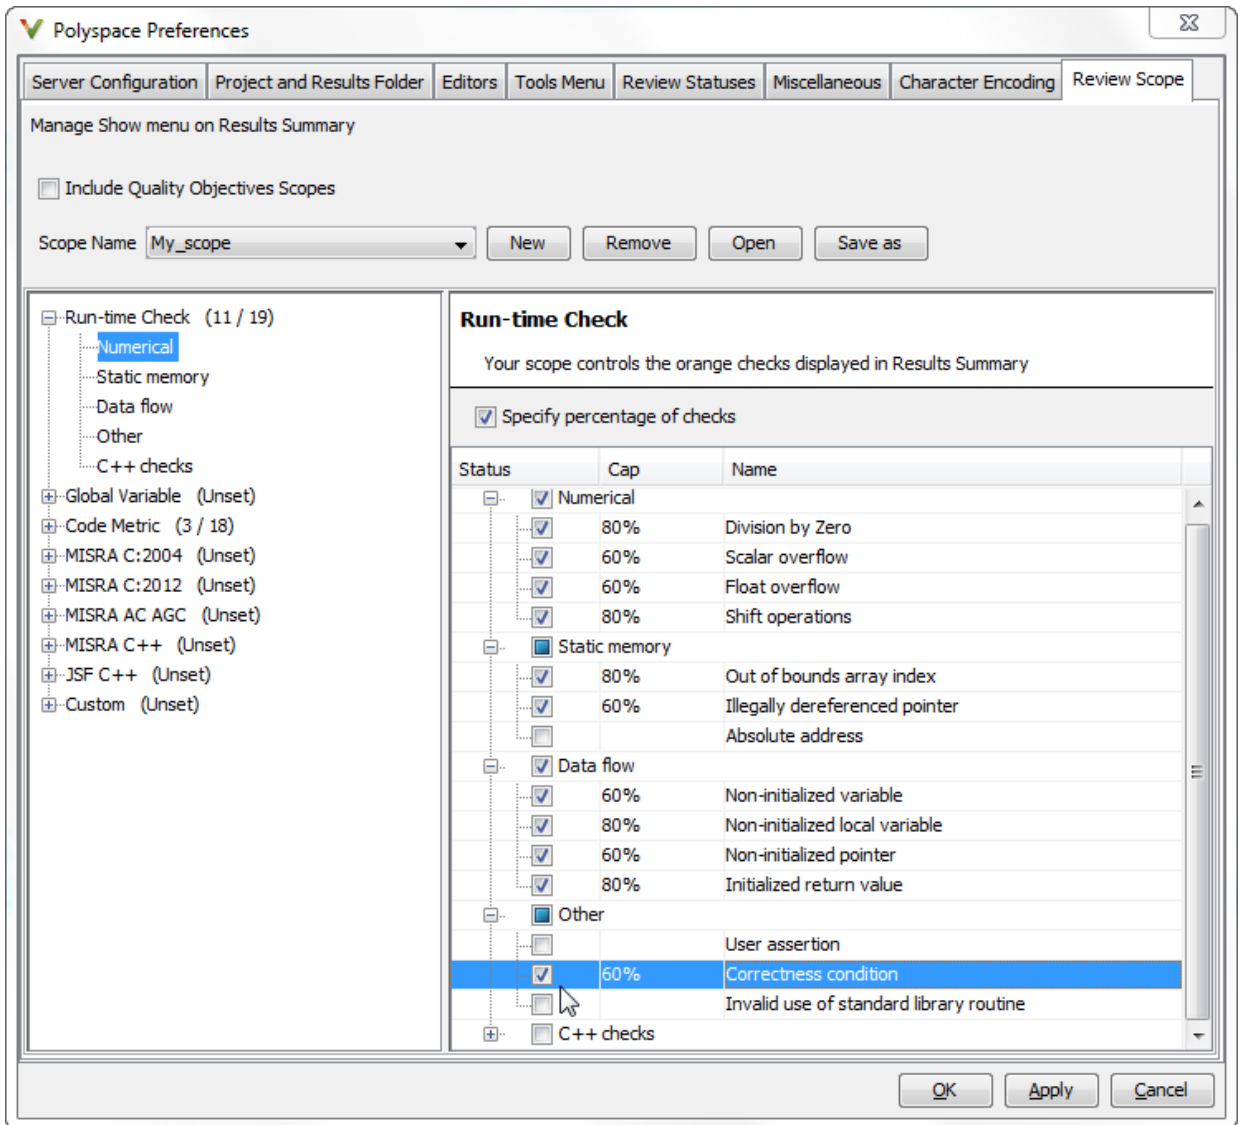 Polyspace Preferences
Server Configuration Project and Results Folder Editors Tools Menu Review Statuses Miscellaneous Character Encoding Review Scope
Manage Show menu on Results Summary
Include Quality Objectives Scopes
Scope Name My_scope New Remove Open Save as
Run-time Check (11 / 19)
Numerical
Static memory
Data flow
Other
C++ checks
Global Variable (Unset)
Code Metric (3 / 18)
MISRA C:2004 (Unset)
MISRA C:2012 (Unset)
MISRA AC AGC (Unset)
MISRA C++ (Unset)
JSF C++ (Unset)
Custom (Unset)
Run-time Check
Your scope controls the orange checks displayed in Results Summary
Specify percentage of checks
Status Cap Name
Numerical
80% Division by Zero
60% Scalar overflow
60% Float overflow
80% Shift operations
Static memory
80% Out of bounds array index
60% Illegally dereferenced pointer
Absolute address
Data flow
60% Non-initialized variable
80% Non-initialized local variable
60% Non-initialized pointer
80% Initialized return value
Other
User assertion
60% Correctness condition
Invalid use of standard library routine
C++ checks
OK Apply Cancel